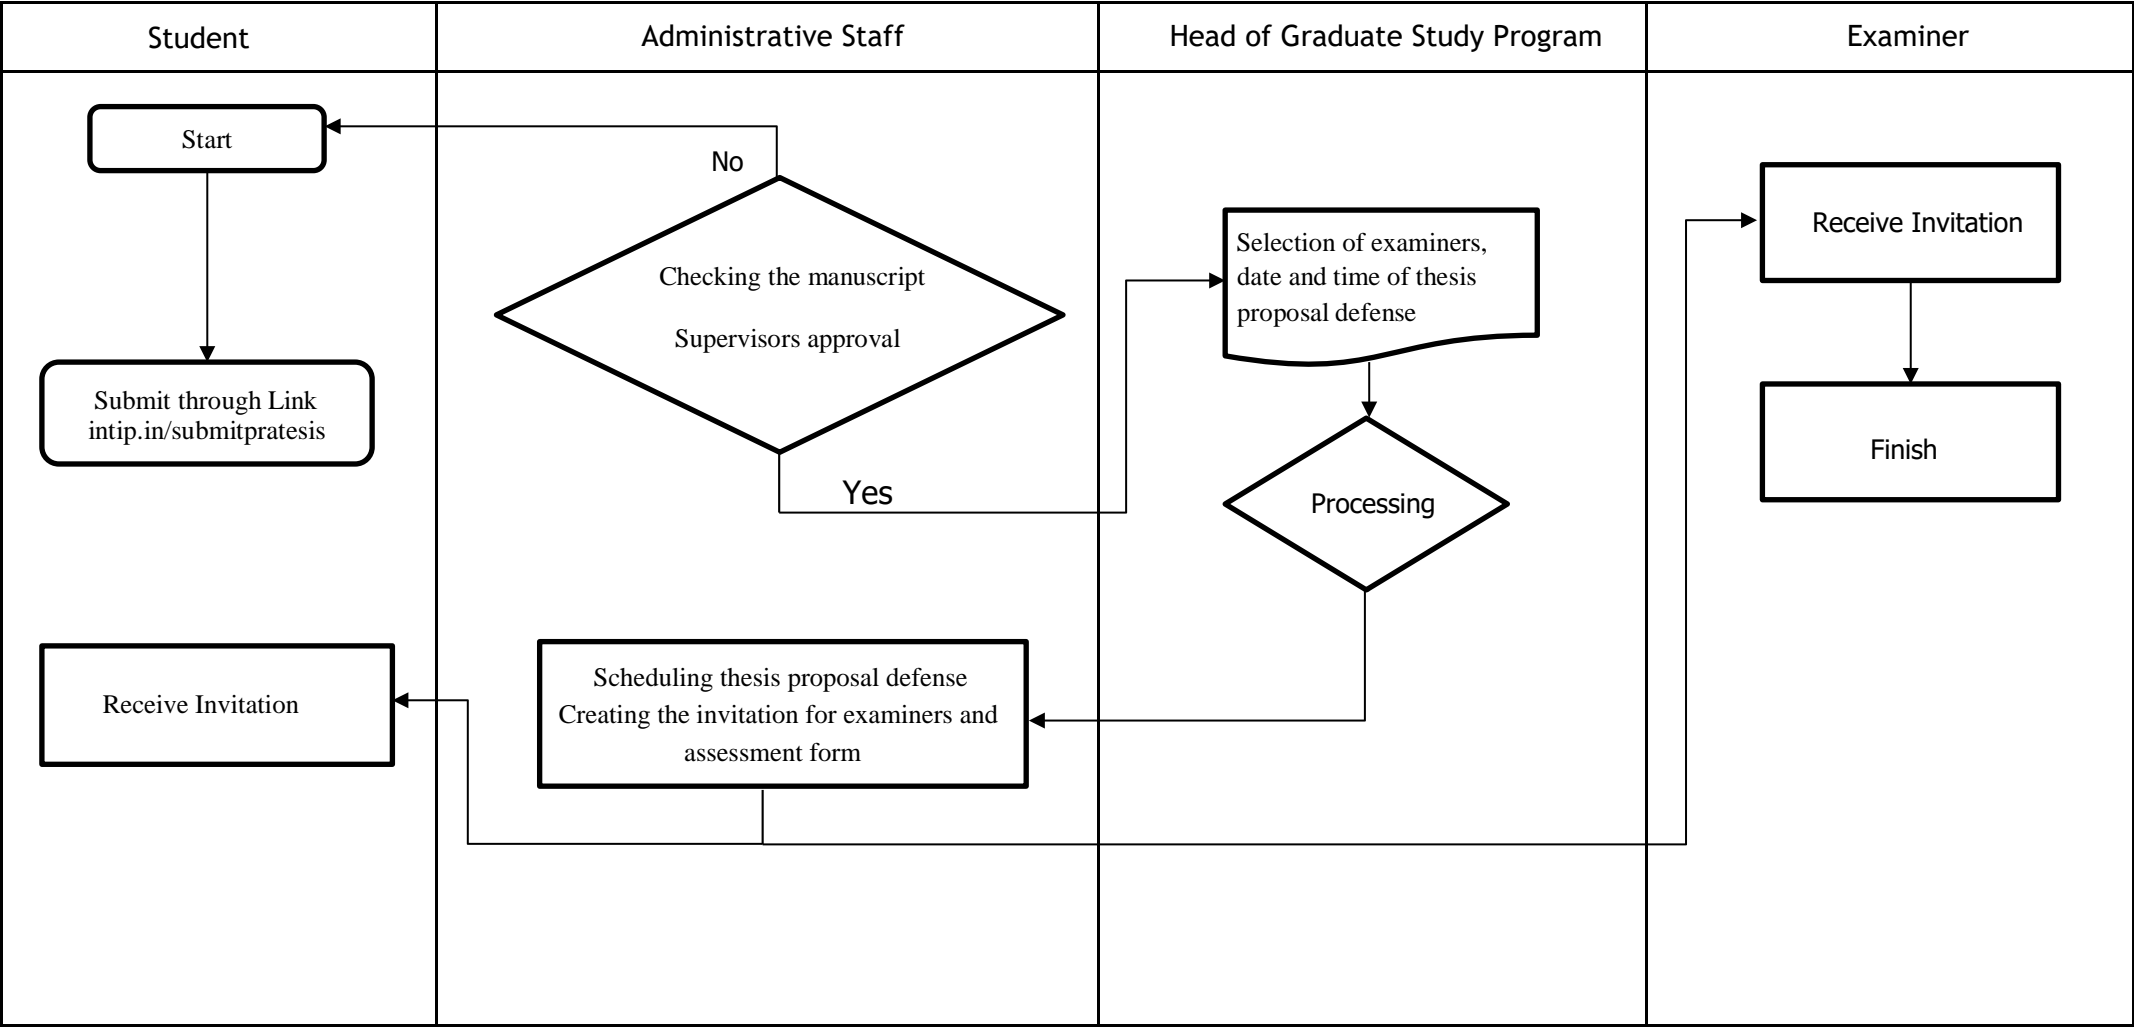 Student
Administrative Staff
Head of Graduate Study Program
Examiner
Start
No
Submit through Link
intip.in/submitpratesis
Checking the manuscript
Supervisors approval
Yes
Selection of examiners,
date and time of thesis
proposal defense
Processing
Receive Invitation
Finish
Receive Invitation
Scheduling thesis proposal defense
Creating the invitation for examiners and
assessment form